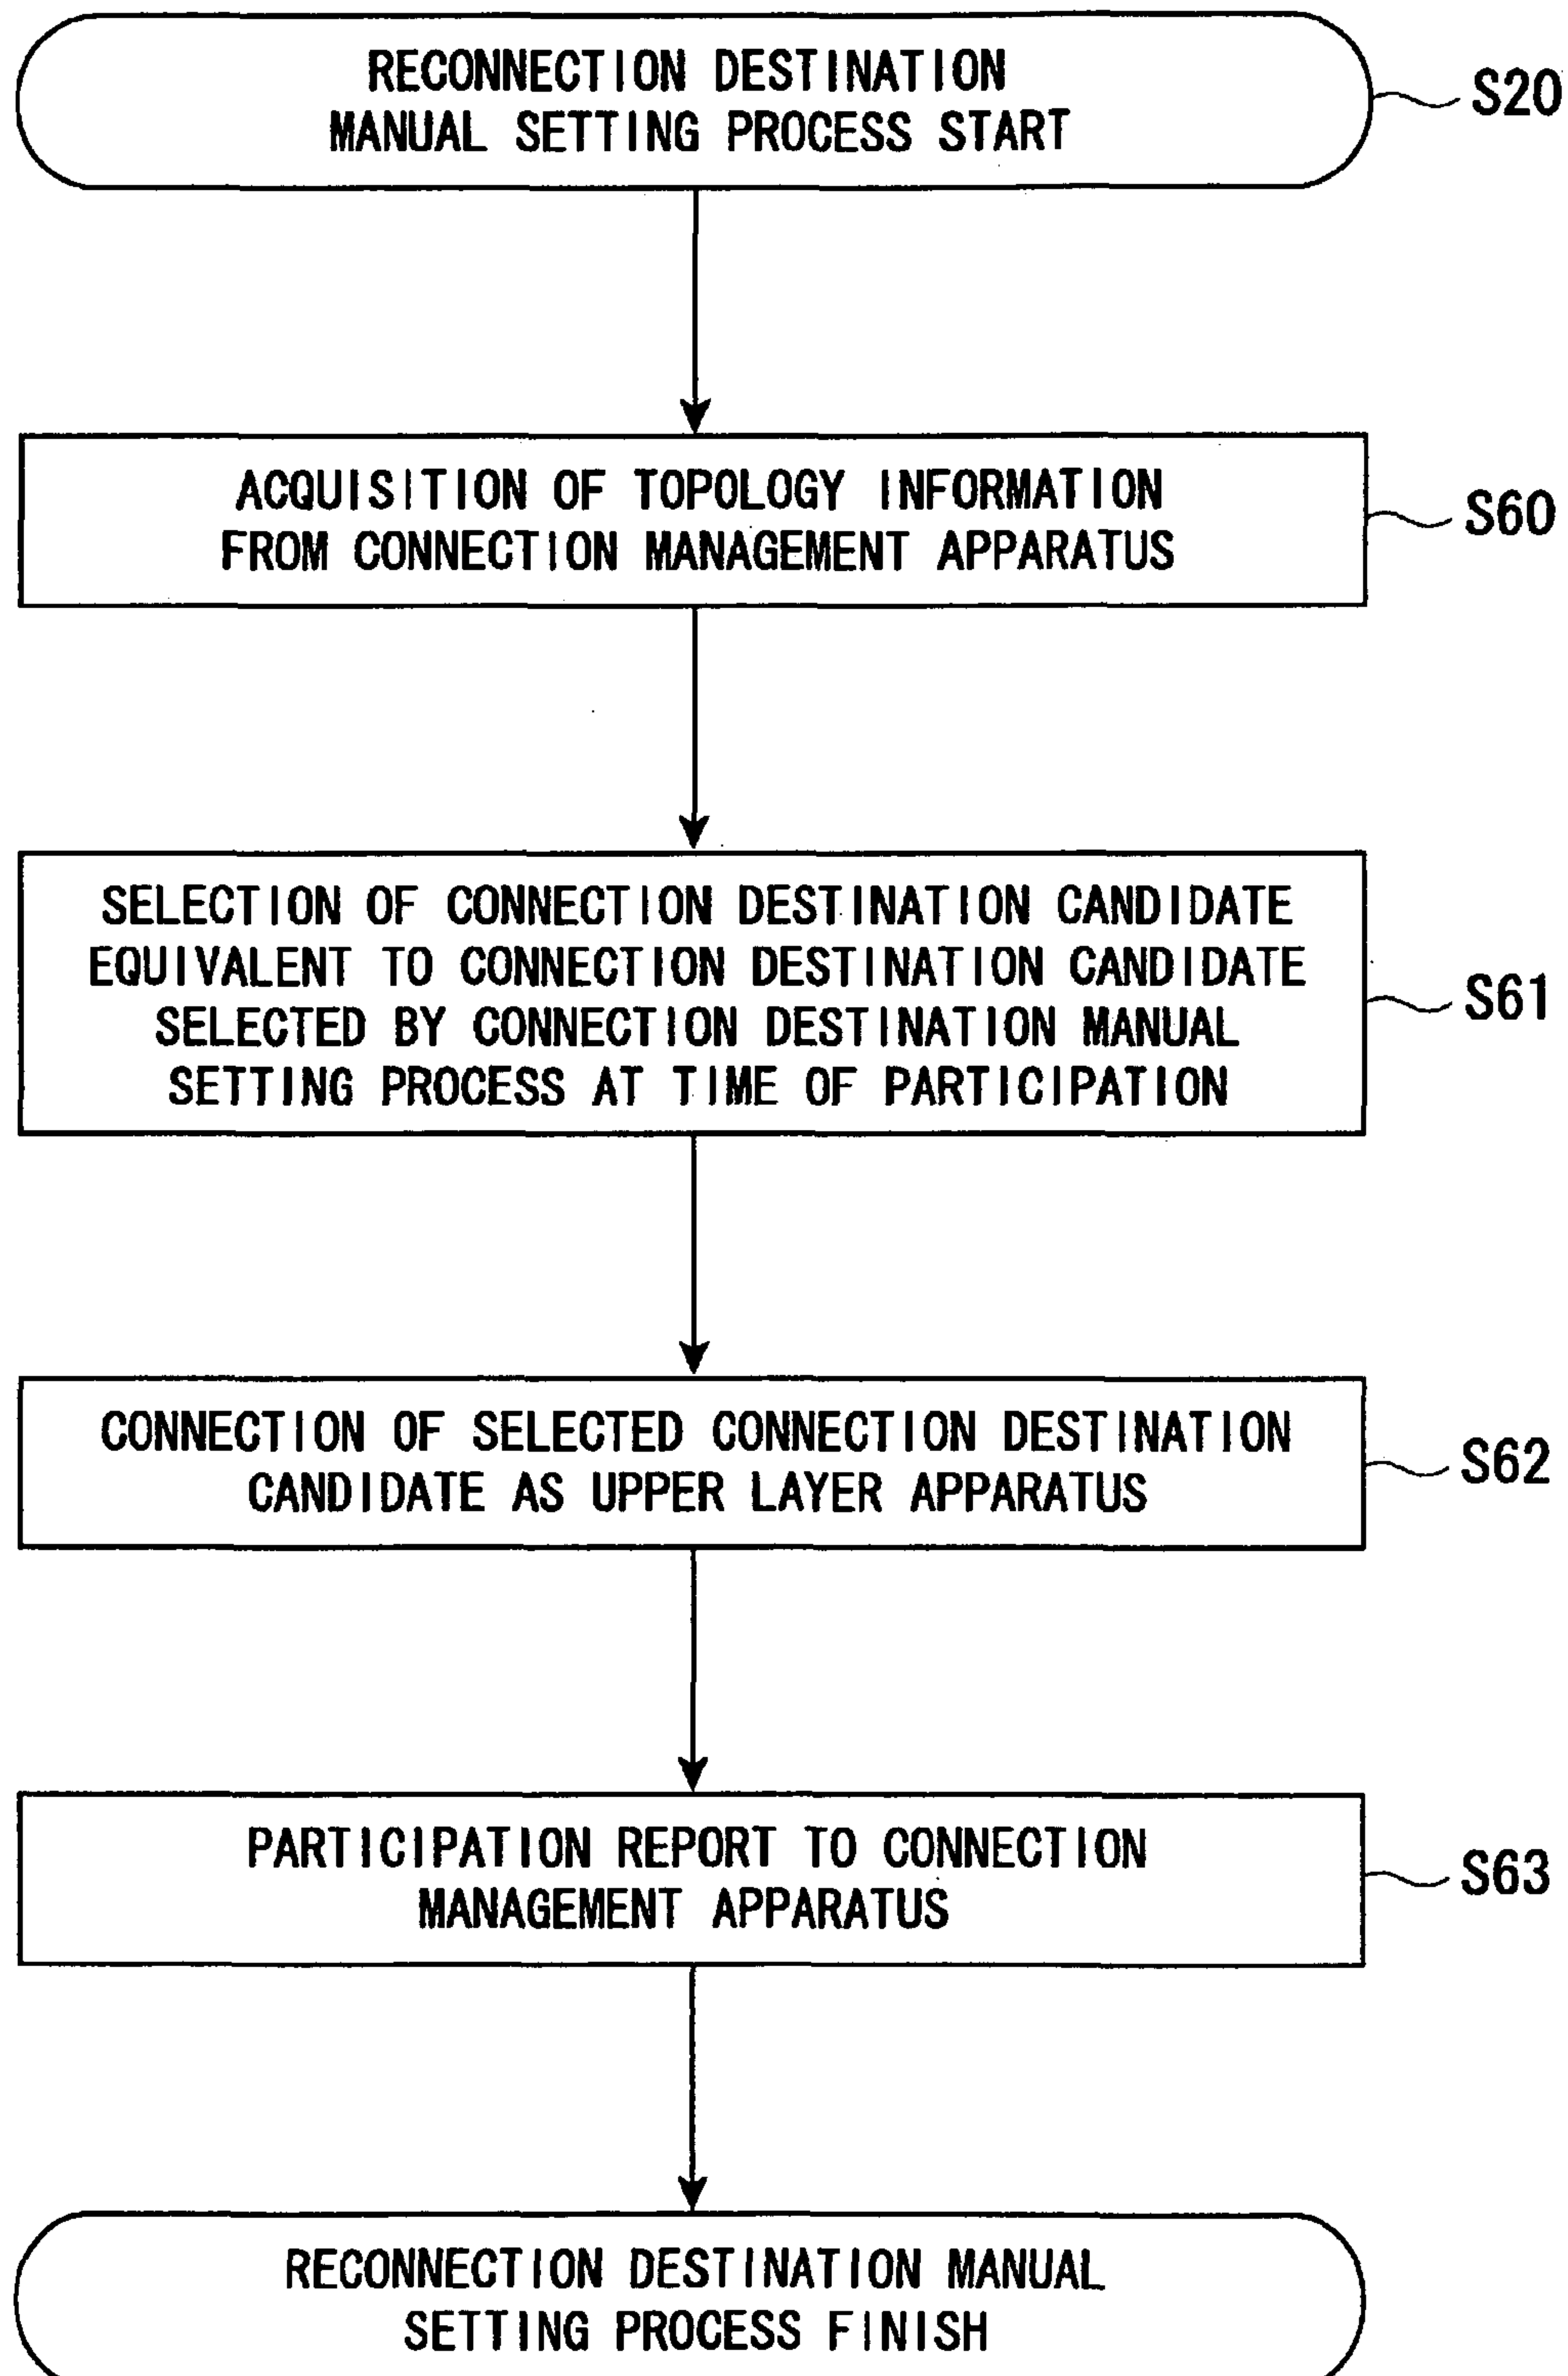 RECONNECTION DESTINATION
MANUAL SETTING PROCESS START
S20
ACQUISITION OF TOPOLOGY INFORMATION
FROM CONNECTION MANAGEMENT APPARATUS
S60
SELECTION OF CONNECTION DESTINATION CANDIDATE
EQUIVALENT TO CONNECTION DESTINATION CANDIDATE
SELECTED BY CONNECTION DESTINATION MANUAL
SETTING PROCESS AT TIME OF PARTICIPATION
S61
CONNECTION OF SELECTED CONNECTION DESTINATION
CANDIDATE AS UPPER LAYER APPARATUS
S62
PARTICIPATION REPORT TO CONNECTION
MANAGEMENT APPARATUS
S63
RECONNECTION DESTINATION MANUAL
SETTING PROCESS FINISH